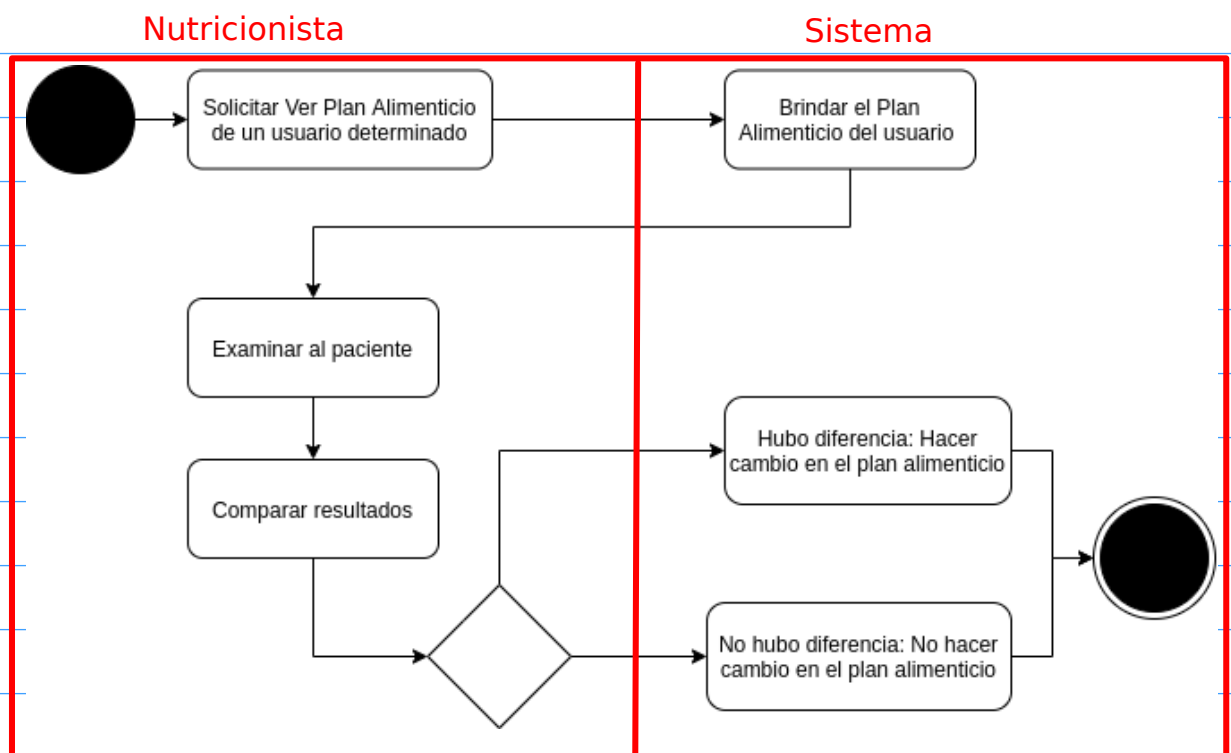 Nutricionista
Sistema
Solicitar Ver Plan Alimenticio
de un usuario determinado
Brindar el Plan
Alimenticio del usuario
Examinar al paciente
Hubo diferencia: Hacer
cambio en el plan alimenticio
Comparar resultados
No hubo diferencia: No hacer
cambio en el plan alimenticio